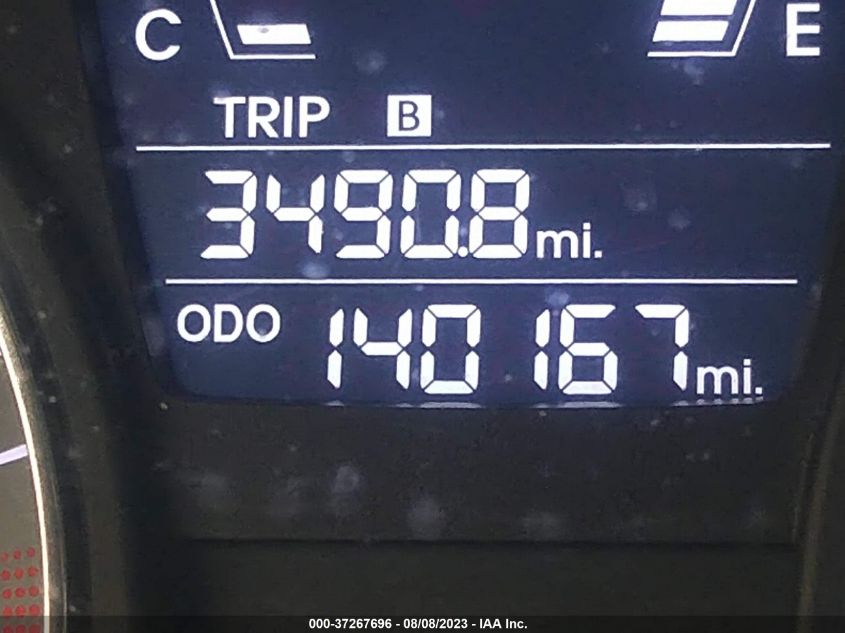 C E
TRIP B
3490.8 mi.
ODO 140167 mi.
000-37267696 - 08/08/2023 - IAA Inc.